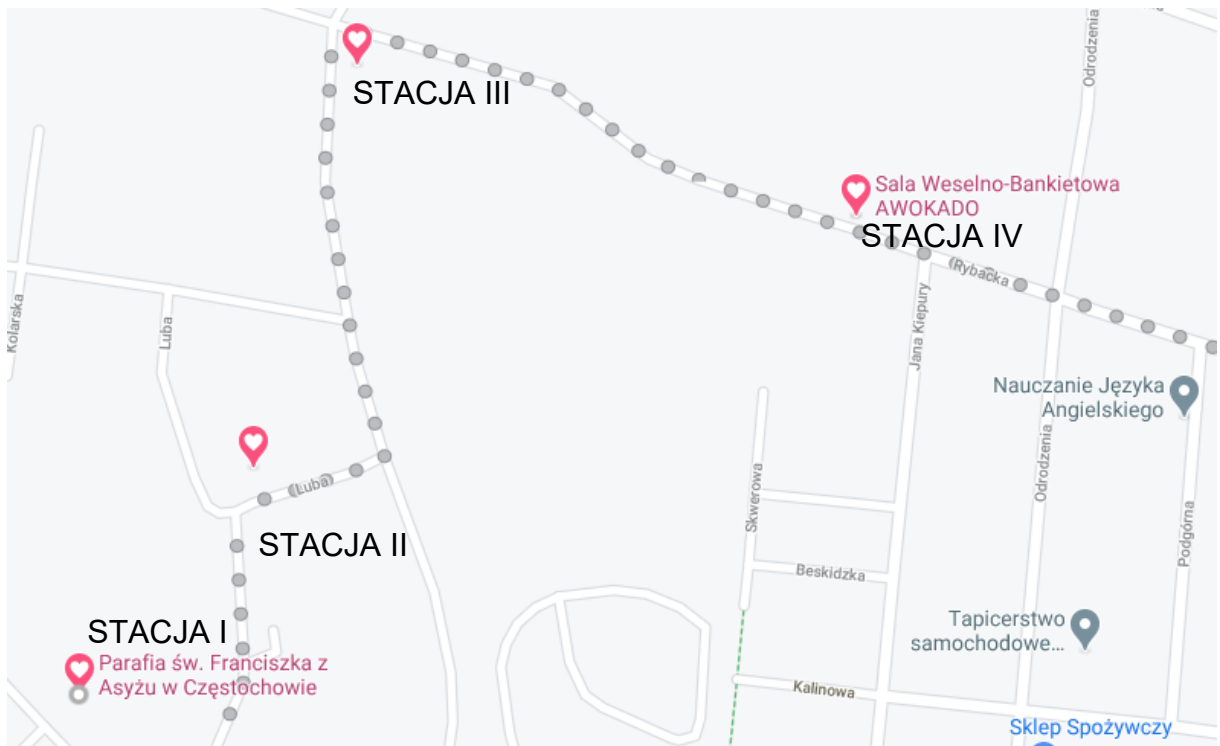 Odrodzenia
STACJA III
Sala Weselno-Bankietowa
AWOKADO
STACJA IV
Rybacka
Kolarska
Luba
Jana Kiepury
Nauczanie Języka
Angielskiego
Odrodzenia
Skwerowa
Luba
Podgórna
STACJA II
Beskidzka
STACJA I
Parafia św. Franciszka z
Asyżu w Częstochowie
Tapicerstwo
samochodowe...
Kalinowa
Sklep Spożywczy